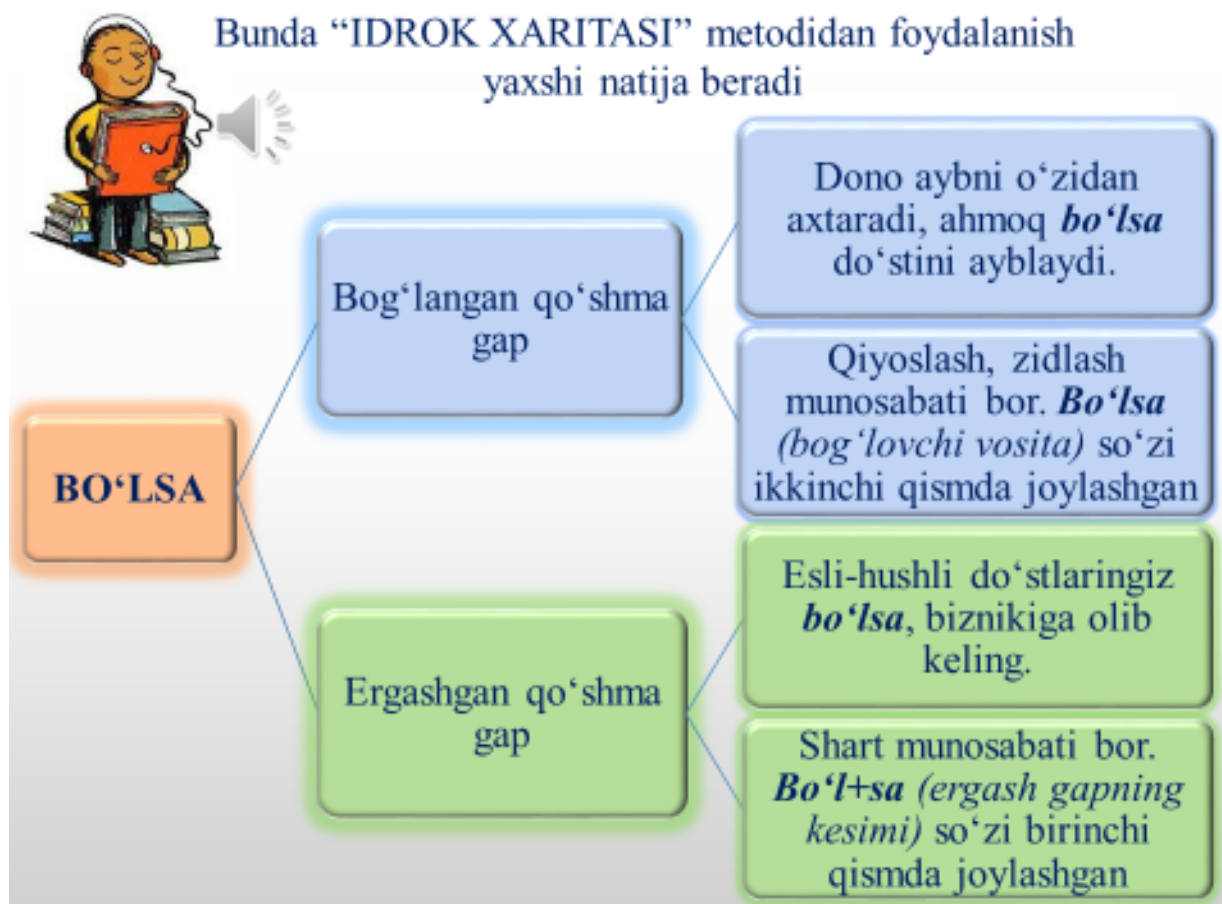 Bunda “IDROK XARITASI” metodidan foydalanish
yaxshi natija beradi
BO‘LSA
Bog‘langan qo‘shma
gap
Dono aybni o‘zidan
axtaradi, ahmoq bo‘lsa
do‘stini ayblaydi.
Qiyoslash, zidlash
munosabati bor. Bo‘lsa
(bog‘lovchi vosita) so‘zi
ikkinchi qismda joylashgan
Ergashgan qo‘shma
gap
Esli-hushli do‘stlaringiz
bo‘lsa, biznikiga olib
keling.
Shart munosabati bor.
Bo‘l+sa (ergash gapning
kesimi) so‘zi birinchi
qismda joylashgan